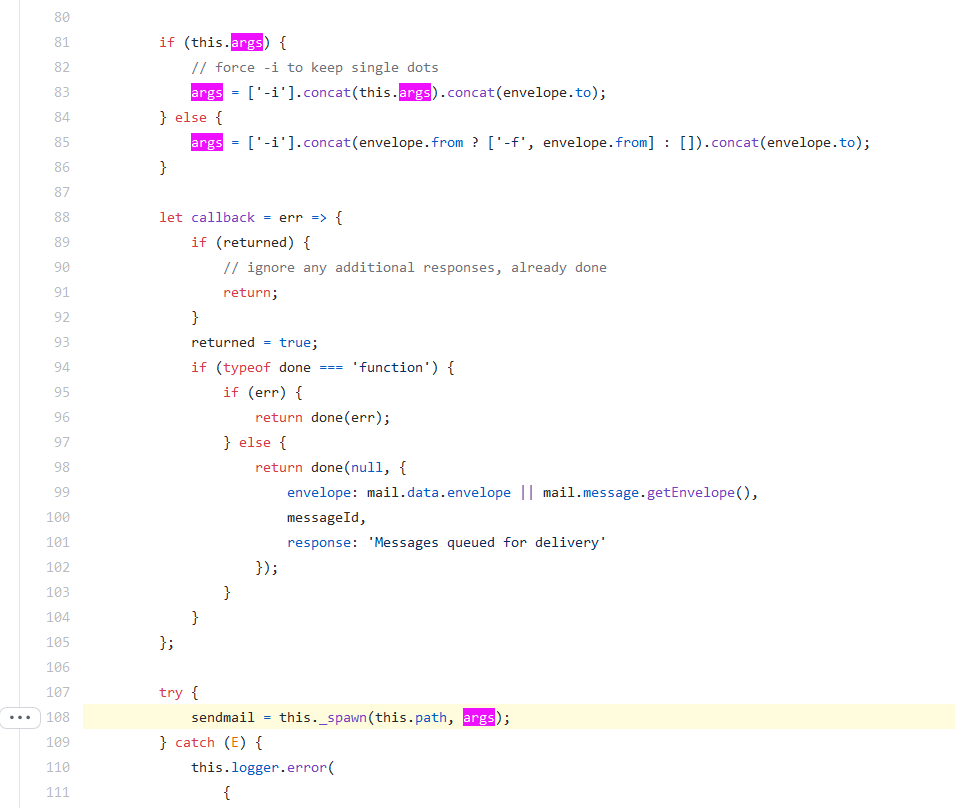 80
81 if (this.args) {
82 // force -i to keep single dots
83 args = ['-i'].concat(this.args).concat(envelope.to);
84 } else {
85 args = ['-i'].concat(envelope.from ? ['-f', envelope.from] : []).concat(envelope.to);
86 }
87
88 let callback = err => {
89 if (returned) {
90 // ignore any additional responses, already done
91 return;
92 }
93 returned = true;
94 if (typeof done === 'function') {
95 if (err) {
96 return done(err);
97 } else {
98 return done(null, {
99 envelope: mail.data.envelope || mail.message.getEnvelope(),
100 messageId,
101 response: 'Messages queued for delivery'
102 });
103 }
104 }
105 };
106
107 try {
108 sendmail = this._spawn(this.path, args);
109 } catch (E) {
110 this.logger.error(
111 {